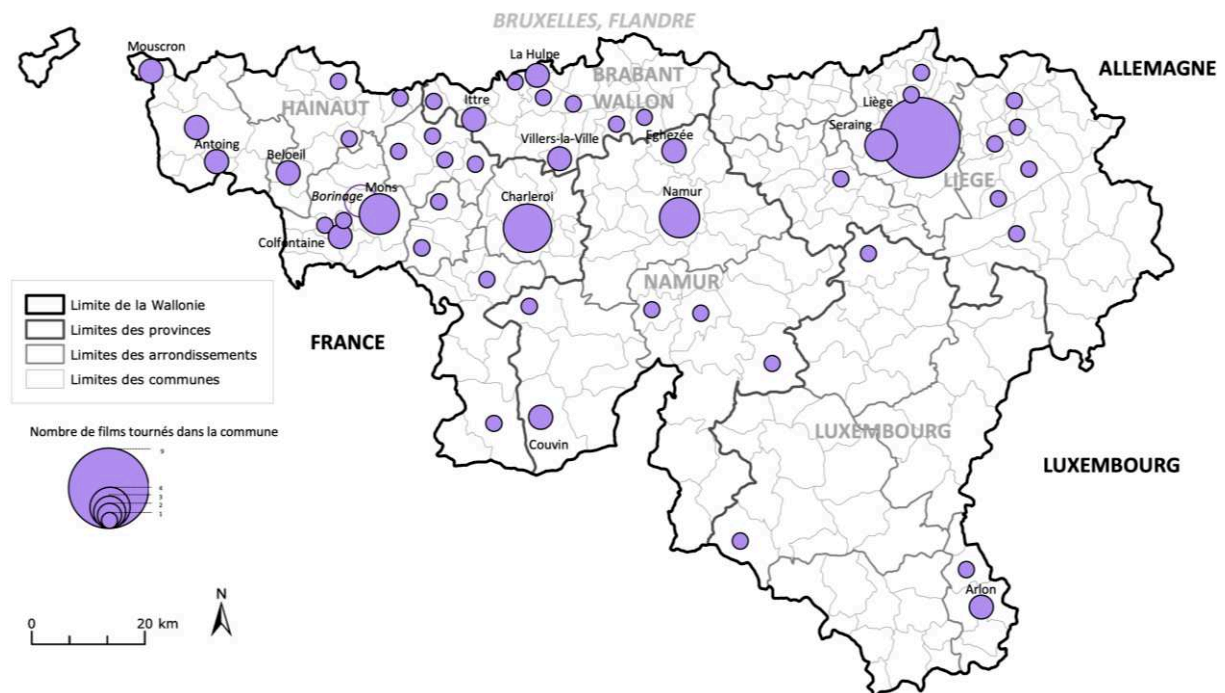 BRUXELLES, FLANDRE
Mouscron
La Hulpe
BRABANT
ALLEMAGNE
HAINAUT
Ittre
WALLON
Liège
Seraing
Antoing
Villers-la-Ville
Eghezée
Beloeil
LIEGE
Borinage
Mons
Charleroi
Namur
Colfontaine
NAMUR
Limite de la Wallonie
Limites des provinces
FRANCE
Limites des arrondissements
Limites des communes
Nombre de films tournés dans la commune
Couvin
LUXEMBOURG
LUXEMBOURG
9
4
3
2
1
Arlon
N
0 20 km